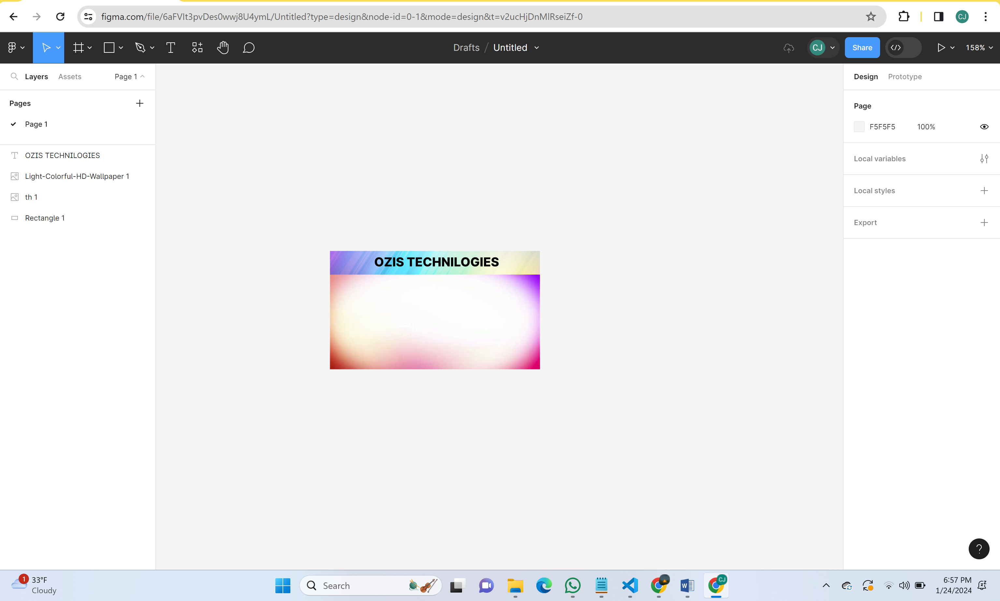 figma.com/file/6aFVIt3pvDes0wwj8U4ymL/Untitled?type=design&node-id=0-1&mode=design&t=v2ucHjDnMlRseiZf-0
CJ
Drafts / Untitled
CJ
Share
158%
Layers
Assets
Page 1
Design
Prototype
Pages
Page 1
Page
F5F5F5
100%
OZIS TECHNILOGIES
Light-Colorful-HD-Wallpaper 1
th 1
Rectangle 1
Local variables
Local styles
Export
OZIS TECHNILOGIES
?
1
33°F
Cloudy
Search
W
CJ
6:57 PM
1/24/2024